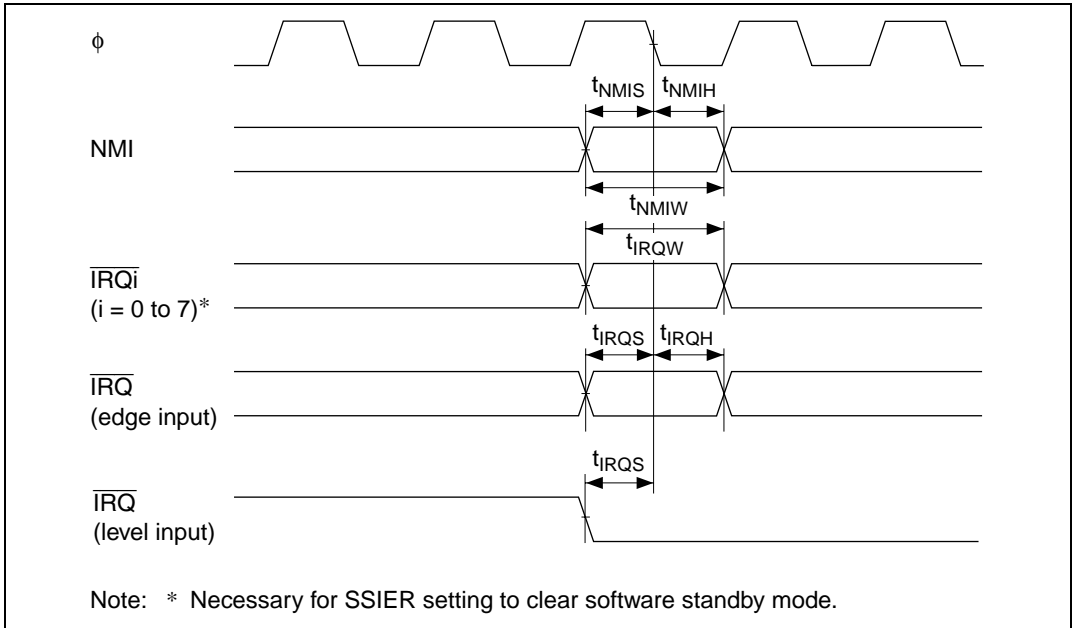 ϕ
tNMIS tNMIH
NMI
tNMIW
tIRQW
IRQi
(i = 0 to 7)*
tIRQS tIRQH
IRQ
(edge input)
tIRQS
IRQ
(level input)
Note: * Necessary for SSIER setting to clear software standby mode.